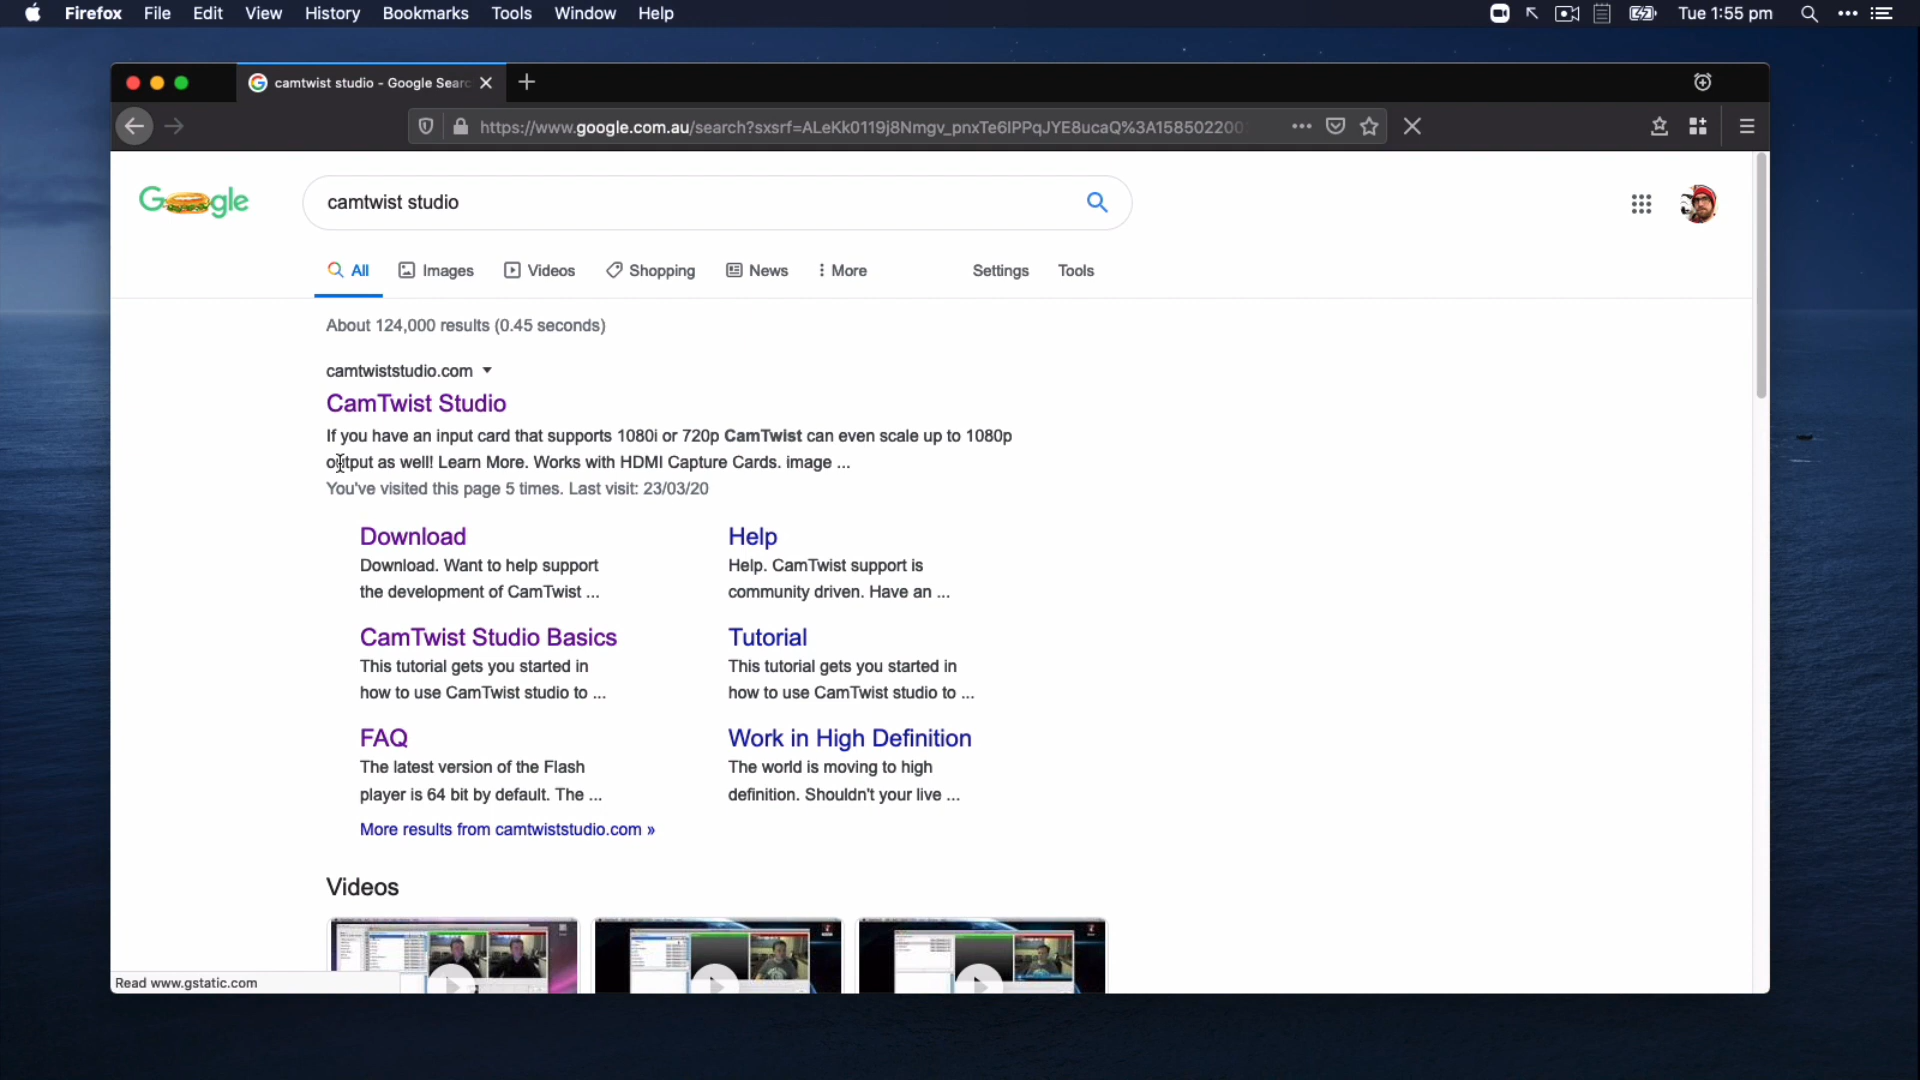 Firefox File Edit View History Bookmarks Tools Window Help Tue 1:55 pm
camtwist studio - Google Searc
https://www.google.com.au/search?sxsrf=ALeKk0119j8Nmgv_pnxTe6IPPqJYE8ucaQ%3A158502200
Google
camtwist studio
All Images Videos Shopping News More Settings Tools
About 124,000 results (0.45 seconds)
camtwiststudio.com
CamTwist Studio
If you have an input card that supports 1080i or 720p CamTwist can even scale up to 1080p
output as well! Learn More. Works with HDMI Capture Cards. image ...
You've visited this page 5 times. Last visit: 23/03/20
Download
Download. Want to help support
the development of CamTwist ...
Help
Help. CamTwist support is
community driven. Have an ...
CamTwist Studio Basics
This tutorial gets you started in
how to use CamTwist studio to ...
Tutorial
This tutorial gets you started in
how to use CamTwist studio to ...
FAQ
The latest version of the Flash
player is 64 bit by default. The ...
Work in High Definition
The world is moving to high
definition. Shouldn't your live ...
More results from camtwiststudio.com »
Videos
Read www.gstatic.com